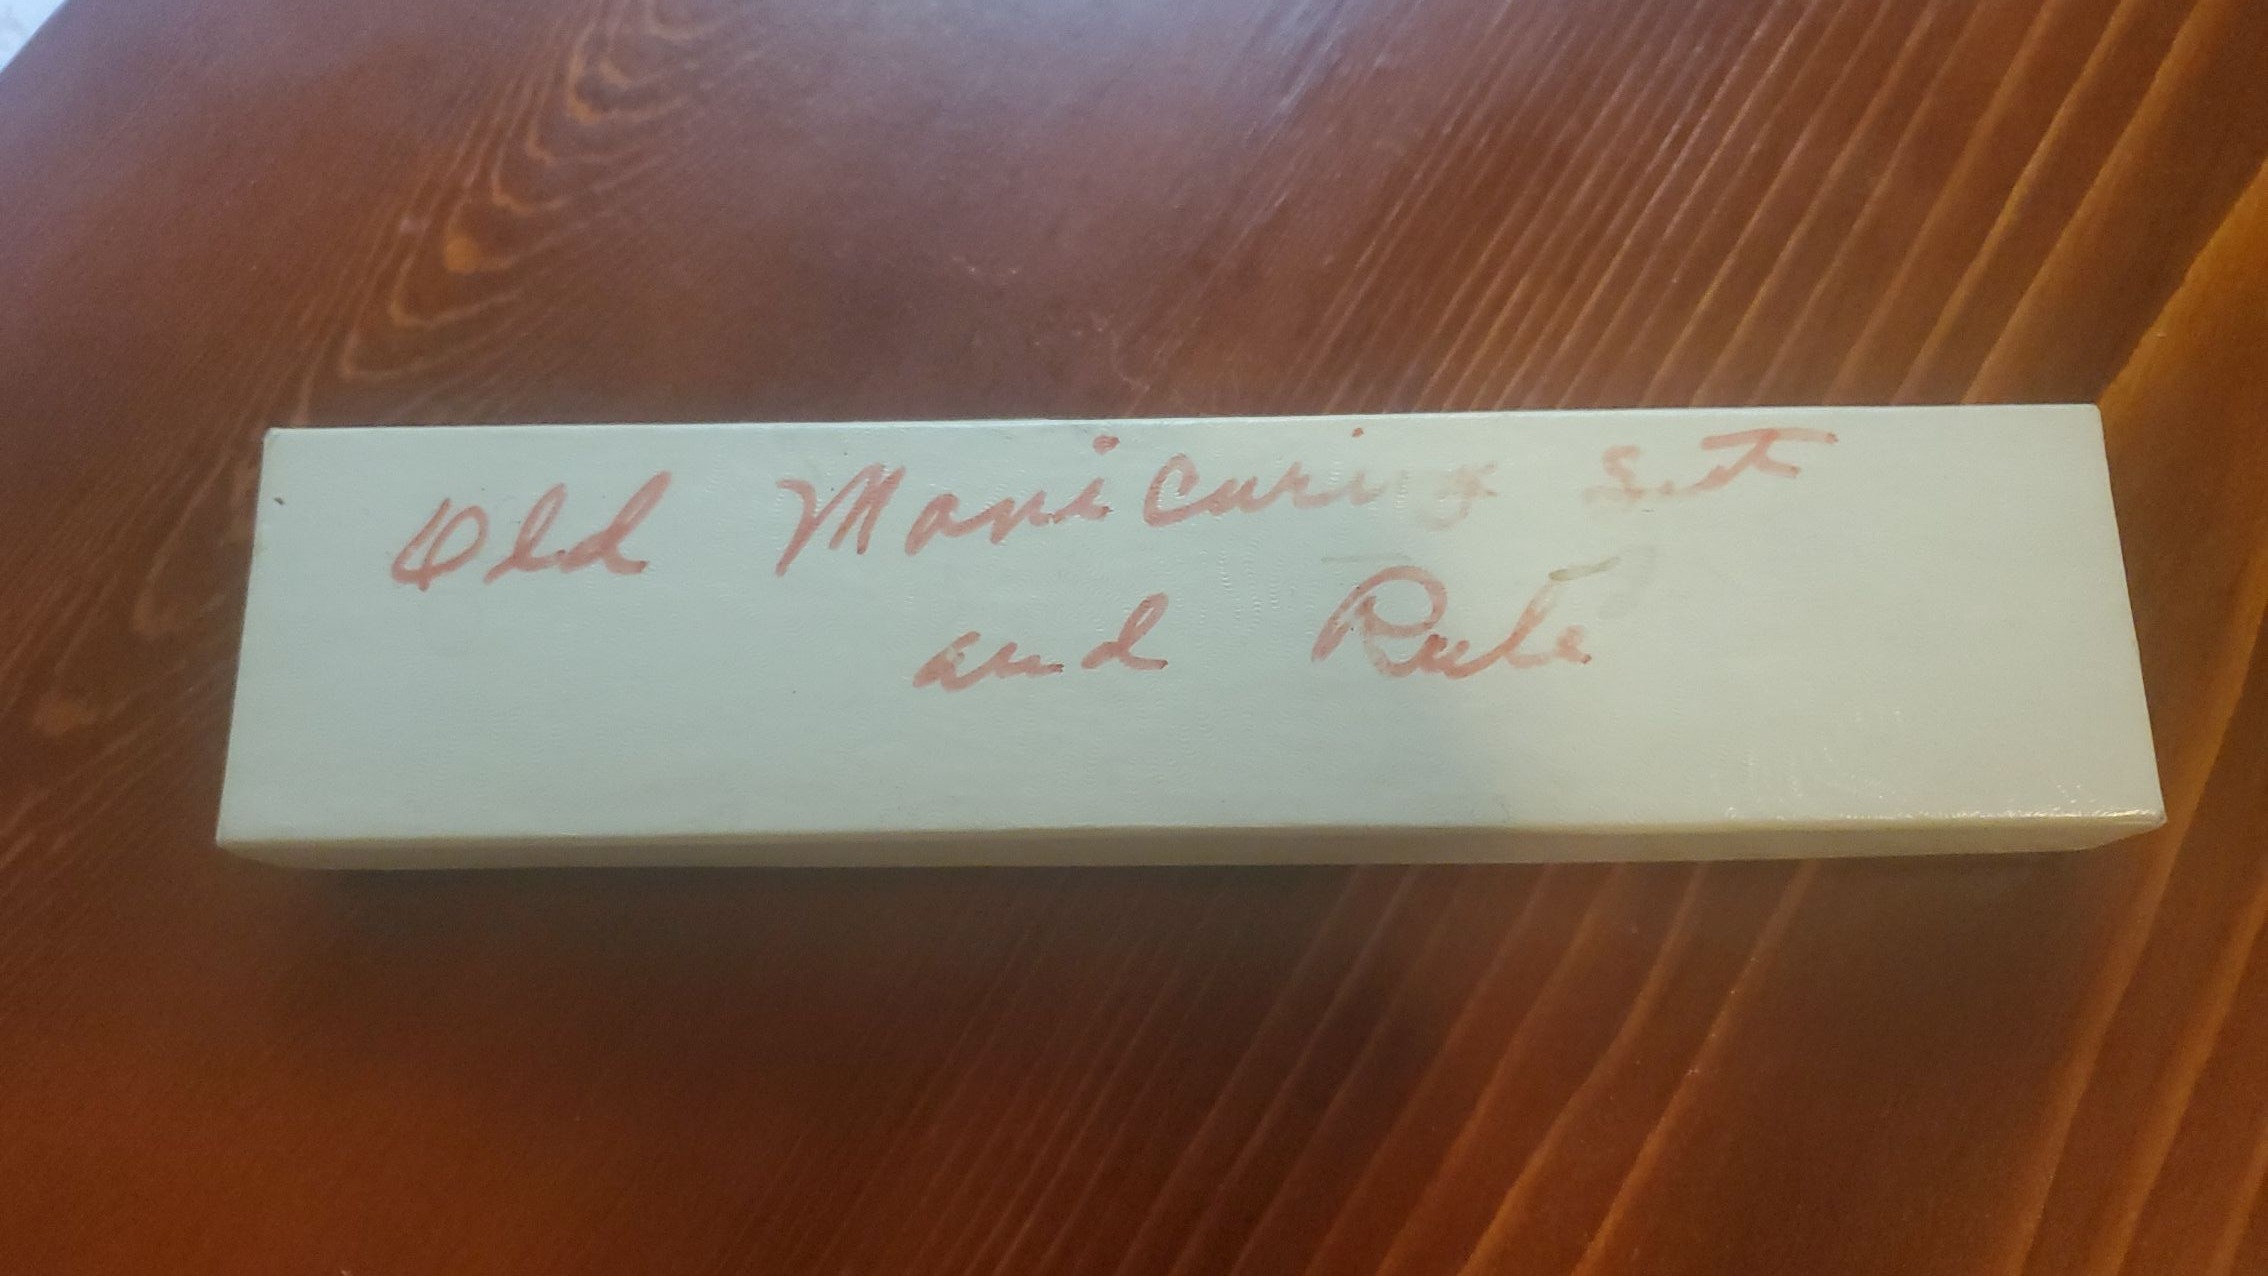 Old Manicuring Set
and Rule